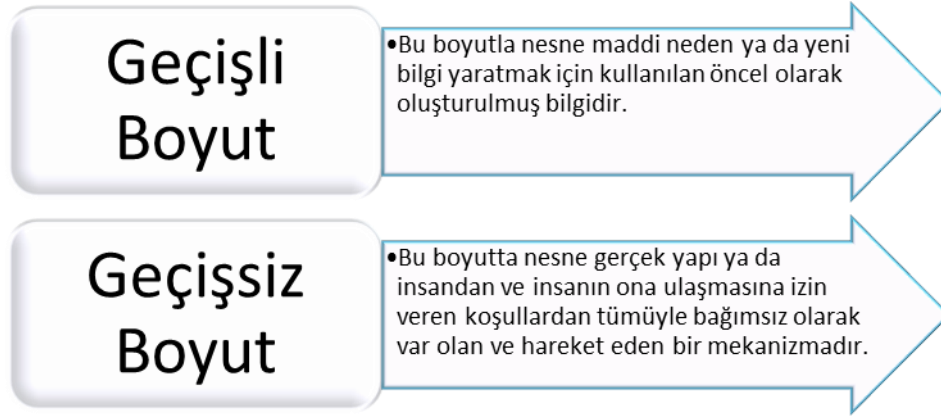 Geçişli
Boyut
•Bu boyutla nesne maddi neden ya da yeni
bilgi yaratmak için kullanılan öncel olarak
oluşturulmuş bilgidir.
Geçişsiz
Boyut
•Bu boyutta nesne gerçek yapı ya da
insandan ve insanın ona ulaşmasına izin
veren koşullardan tümüyle bağımsız olarak
var olan ve hareket eden bir mekanizmadır.